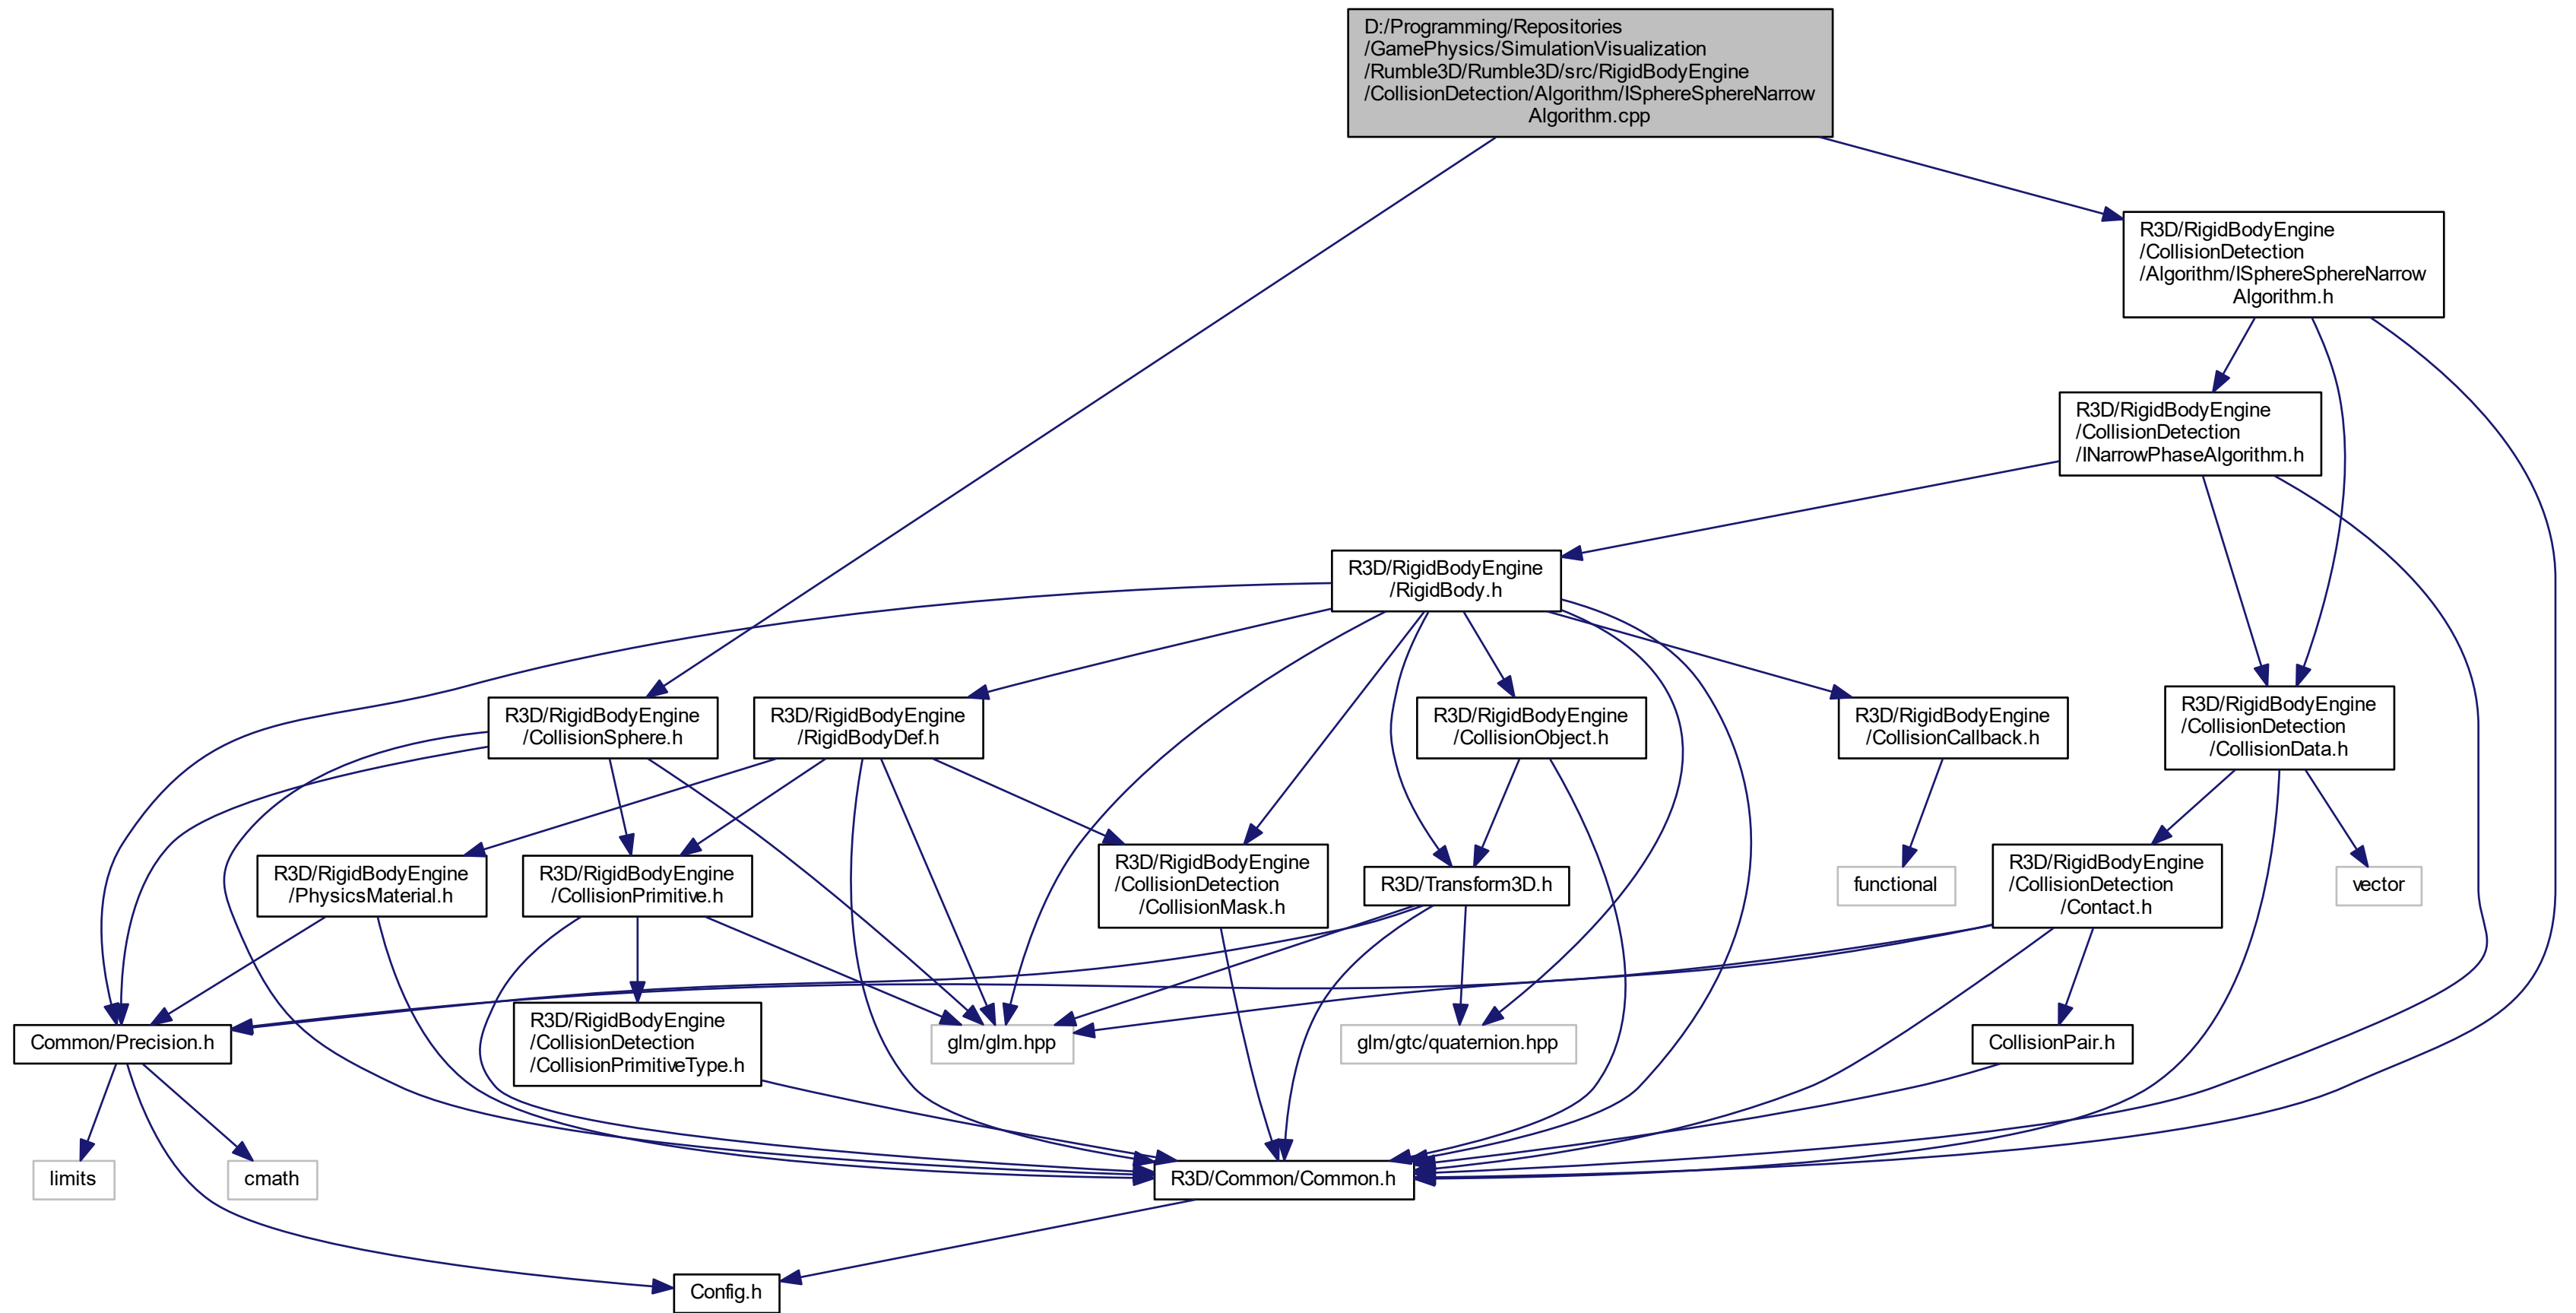 D:/Programming/Repositories
/GamePhysics/SimulationVisualization
/Rumble3D/Rumble3D/src/RigidBodyEngine
/CollisionDetection/Algorithm/ISphereSphereNarrow
Algorithm.cpp
R3D/RigidBodyEngine
/CollisionDetection
/Algorithm/ISphereSphereNarrow
Algorithm.h
R3D/RigidBodyEngine
/CollisionDetection
/INarrowPhaseAlgorithm.h
R3D/RigidBodyEngine
/RigidBody.h
R3D/RigidBodyEngine
/CollisionSphere.h
R3D/RigidBodyEngine
/RigidBodyDef.h
R3D/RigidBodyEngine
/CollisionObject.h
R3D/RigidBodyEngine
/CollisionCallback.h
R3D/RigidBodyEngine
/CollisionDetection
/CollisionData.h
R3D/RigidBodyEngine
/PhysicsMaterial.h
R3D/RigidBodyEngine
/CollisionPrimitive.h
R3D/RigidBodyEngine
/CollisionDetection
/CollisionMask.h
R3D/Transform3D.h
functional
R3D/RigidBodyEngine
/CollisionDetection
/Contact.h
vector
Common/Precision.h
R3D/RigidBodyEngine
/CollisionDetection
/CollisionPrimitiveType.h
glm/glm.hpp
glm/gtc/quaternion.hpp
CollisionPair.h
limits
cmath
R3D/Common/Common.h
Config.h